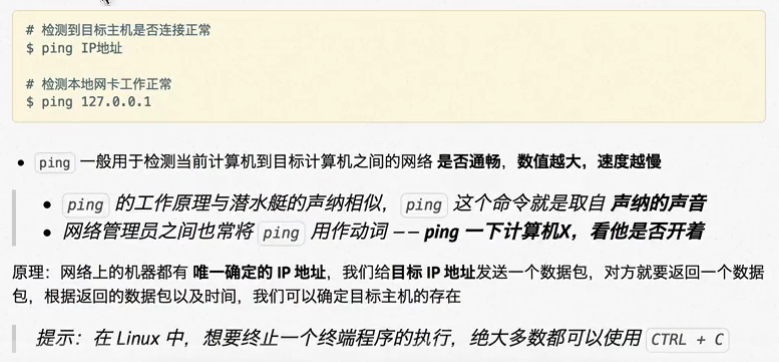 # 检测到目标主机是否连接正常
$ ping IP地址
# 检测本地网卡工作正常
$ ping 127.0.0.1
• ping 一般用于检测当前计算机到目标计算机之间的网络 是否通畅，数值越大，速度越慢
• ping 的工作原理与潜水艇的声纳相似，ping 这个命令就是取自 声纳的声音
• 网络管理员之间也常将 ping 用作动词 —— ping 一下计算机X，看他是否开着
原理：网络上的机器都有 唯一确定的 IP 地址，我们给目标 IP 地址发送一个数据包，对方就要返回一个数据
包，根据返回的数据包以及时间，我们可以确定目标主机的存在
提示：在 Linux 中，想要终止一个终端程序的执行，绝大多数都可以使用 CTRL + C